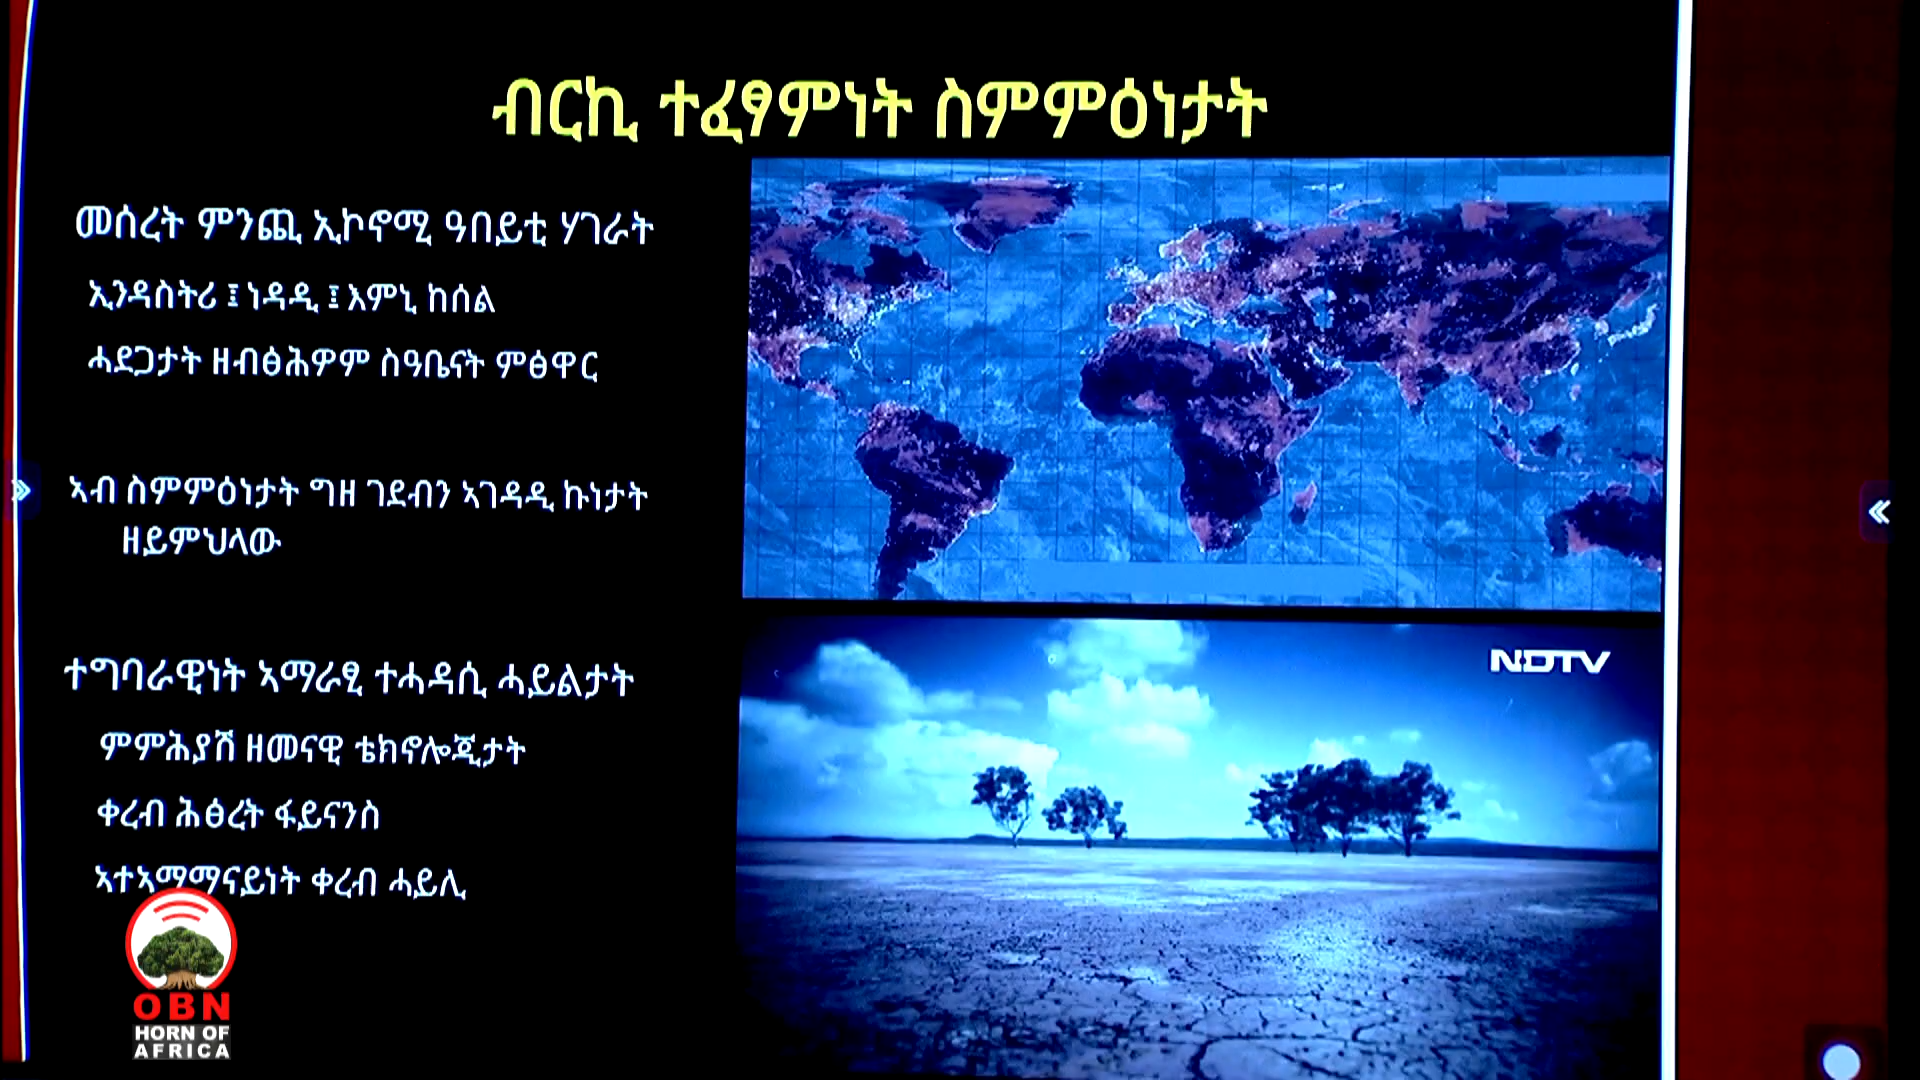 ብርኪ ተፈፃምነት ስምምዕነታት
መሰረት ምንጪ ኢኮኖሚ ዓበይቲ ሃገራት
ኢንዳስትሪ ፤ ነዳዲ ፤ እምኒ ከሰል
ሓደጋታት ዘብፅሕዎም ስዓቤናት ምፅዋር
ኣብ ስምምዕነታት ግዘ ገደብን ኣገዳዲ ኩነታት
ዘይምህላው
ተግባራዊነት ኣማራፂ ተሓዳሲ ሓይልታት
ምምሕያሽ ዘመናዊ ቴክኖሎጂታት
ቀረብ ሕፅረት ፋይናንስ
ኣተኣማማናይነት ቀረብ ሓይሊ
NDTV
OBN
HORN OF
AFRICA